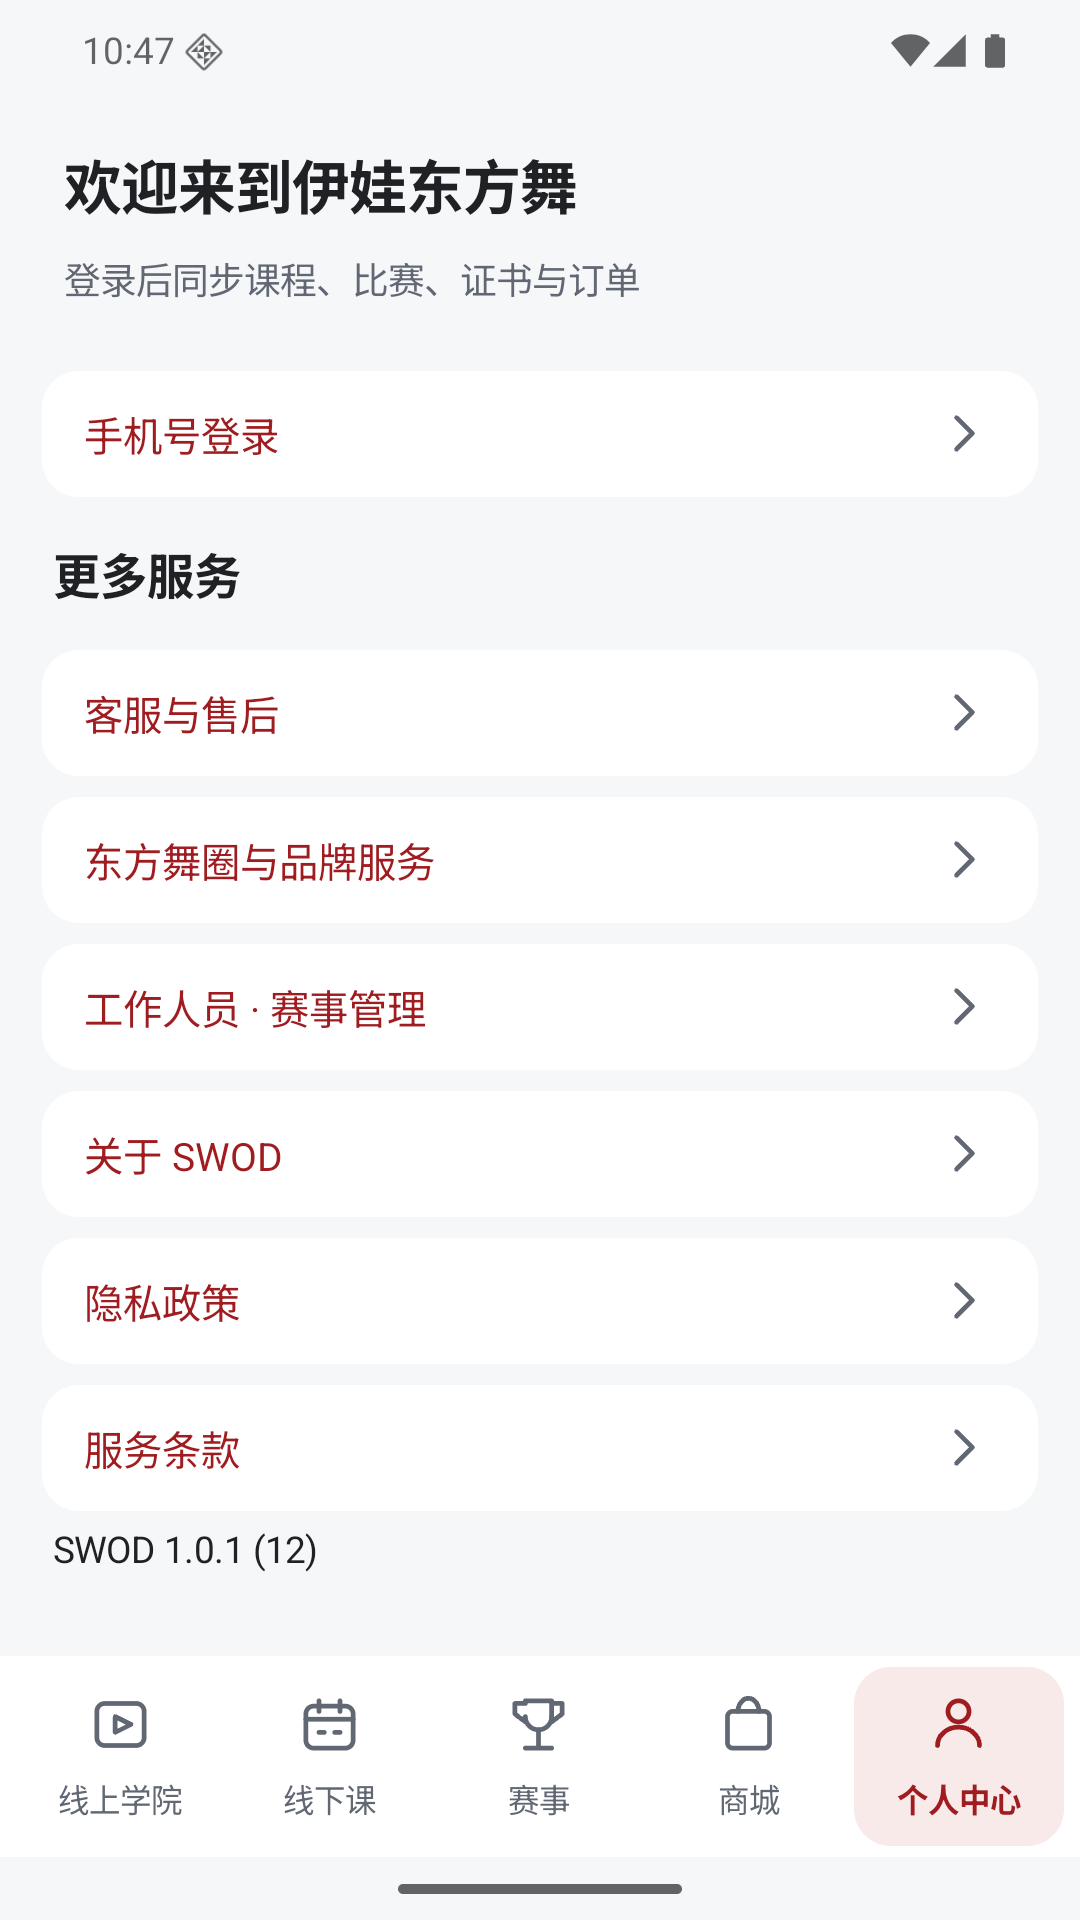 10:47
欢迎来到伊娃东方舞
登录后同步课程、比赛、证书与订单
手机号登录
更多服务
客服与售后
东方舞圈与品牌服务
工作人员 · 赛事管理
关于 SWOD
隐私政策
服务条款
SWOD 1.0.1 (12)
线上学院
线下课
赛事
商城
个人中心